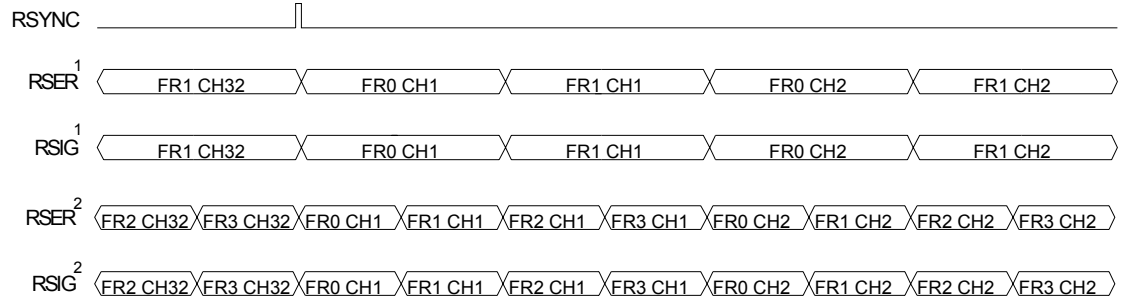 RSYNC
RSER1 FR1 CH32 FR0 CH1 FR1 CH1 FR0 CH2 FR1 CH2
RSIG1 FR1 CH32 FR0 CH1 FR1 CH1 FR0 CH2 FR1 CH2
RSER2 FR2 CH32 FR3 CH32 FR0 CH1 FR1 CH1 FR2 CH1 FR3 CH1 FR0 CH2 FR1 CH2 FR2 CH2 FR3 CH2
RSIG2 FR2 CH32 FR3 CH32 FR0 CH1 FR1 CH1 FR2 CH1 FR3 CH1 FR0 CH2 FR1 CH2 FR2 CH2 FR3 CH2